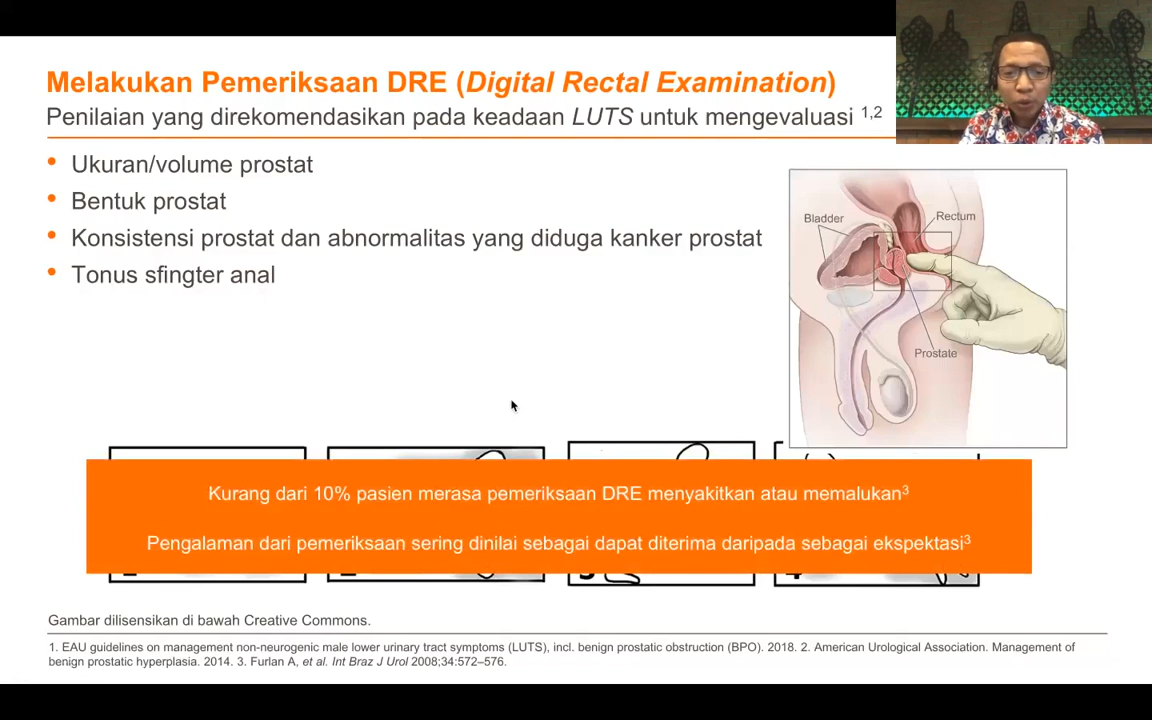 Melakukan Pemeriksaan DRE (Digital Rectal Examination)
Penilaian yang direkomendasikan pada keadaan LUTS untuk mengevaluasi 1,2
• Ukuran/volume prostat
• Bentuk prostat
• Konsistensi prostat dan abnormalitas yang diduga kanker prostat
• Tonus sfingter anal
Bladder
Rectum
Prostate
Kurang dari 10% pasien merasa pemeriksaan DRE menyakitkan atau memalukan3
Pengalaman dari pemeriksaan sering dinilai sebagai dapat diterima daripada sebagai ekspektasi3
Gambar dilisensikan di bawah Creative Commons.
1. EAU guidelines on management non-neurogenic male lower urinary tract symptoms (LUTS), incl. benign prostatic obstruction (BPO). 2018. 2. American Urological Association. Management of
benign prostatic hyperplasia. 2014. 3. Furlan A, et al. Int Braz J Urol 2008;34:572–576.